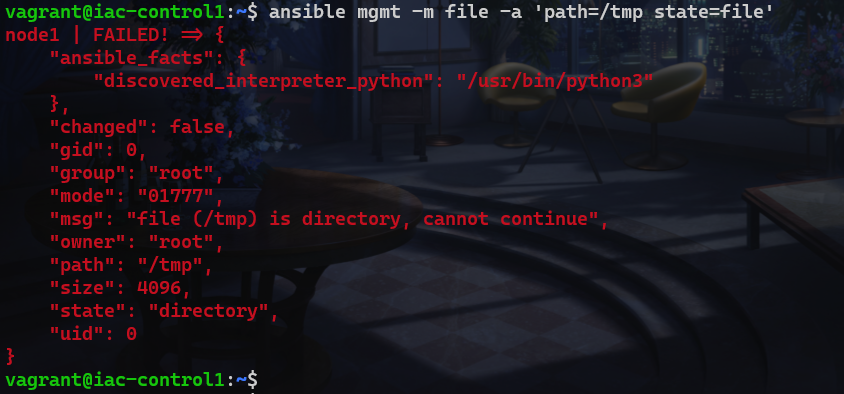 vagrant@iac-control1:~$ ansible mgmt -m file -a 'path=/tmp state=file'
node1 | FAILED! => {
    "ansible_facts": {
        "discovered_interpreter_python": "/usr/bin/python3"
    },
    "changed": false,
    "gid": 0,
    "group": "root",
    "mode": "01777",
    "msg": "file (/tmp) is directory, cannot continue",
    "owner": "root",
    "path": "/tmp",
    "size": 4096,
    "state": "directory",
    "uid": 0
}
vagrant@iac-control1:~$